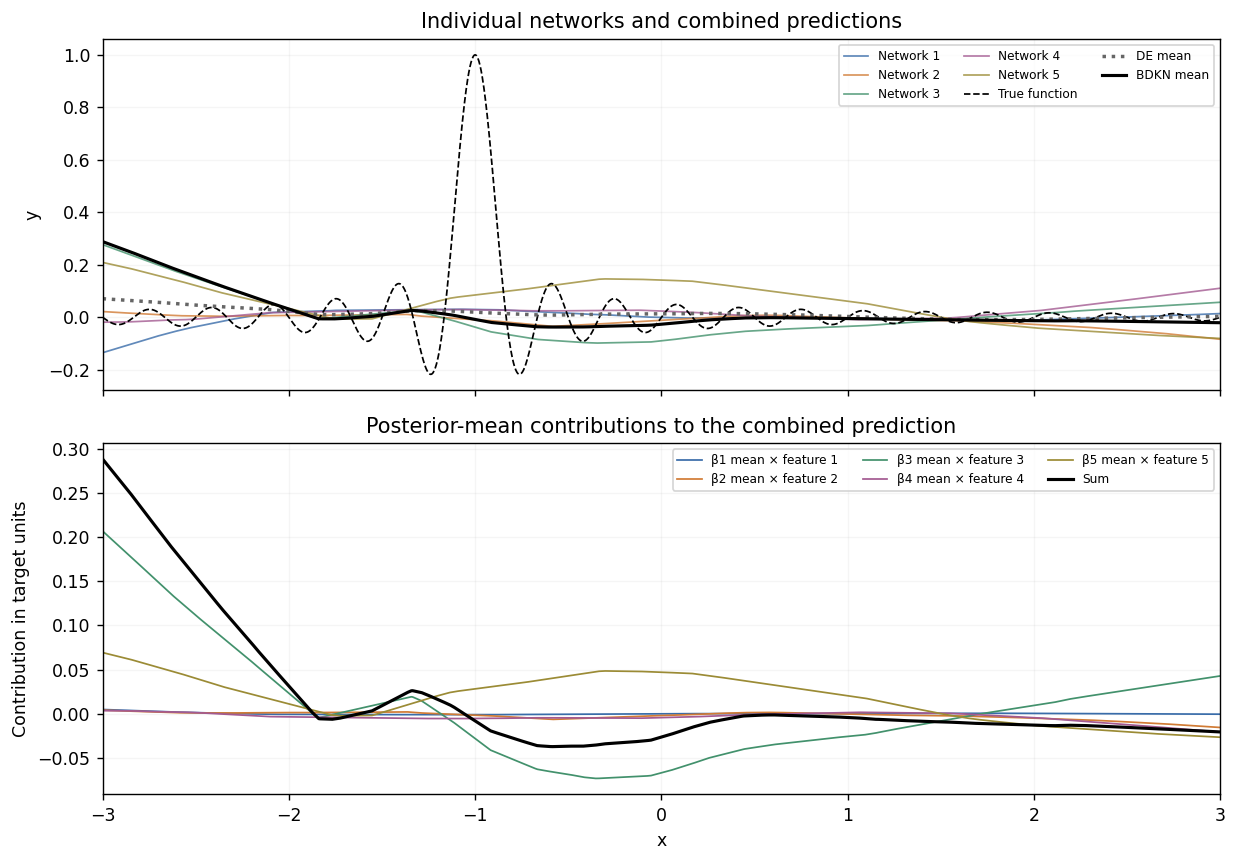 Individual networks and combined predictions
Network 1
Network 2
Network 3
Network 4
Network 5
True function
DE mean
BDKN mean
y
1.0
0.8
0.6
0.4
0.2
0.0
−0.2
Posterior-mean contributions to the combined prediction
β1 mean × feature 1
β2 mean × feature 2
β3 mean × feature 3
β4 mean × feature 4
β5 mean × feature 5
Sum
Contribution in target units
0.30
0.25
0.20
0.15
0.10
0.05
0.00
−0.05
−3
−2
−1
0
1
2
3
x